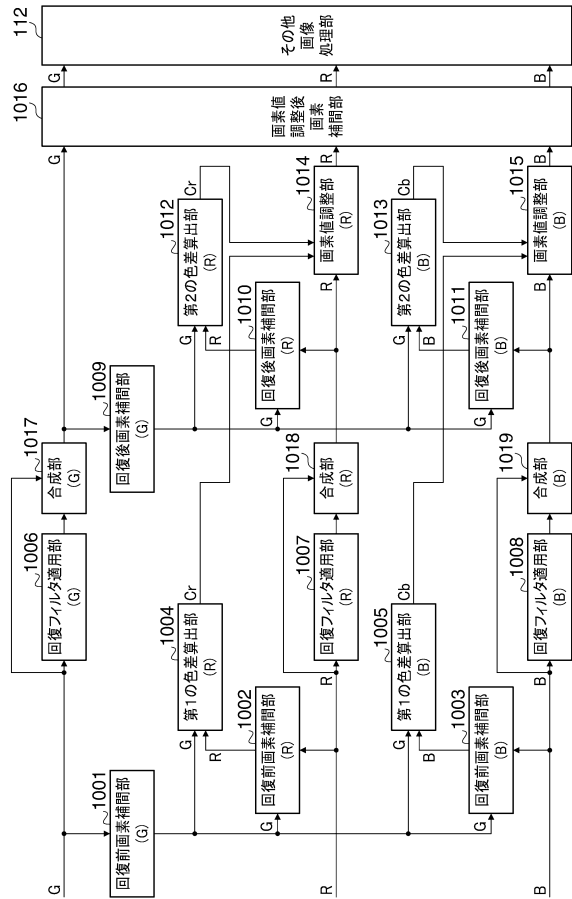 G
1001
回復前画素補間部
(G)
1006
回復フィルタ適用部
(G)
1017
合成部
(G)
1009
回復後画素補間部
(G)
G
1016
画素値
調整後
画素
補間部
G
112
その他
画像
処理部
G
1004
第1の色差算出部
(R)
Cr
G
R
1002
回復前画素補間部
(R)
G
1012
第2の色差算出部
(R)
Cr
G
R
1010
回復後画素補間部
(R)
G
R
R
1007
回復フィルタ適用部
(R)
1018
合成部
(R)
R
1014
画素値調整部
(R)
R
R
1005
第1の色差算出部
(B)
Cb
G
B
1003
回復前画素補間部
(B)
G
1013
第2の色差算出部
(B)
Cb
G
B
1011
回復後画素補間部
(B)
G
B
B
1008
回復フィルタ適用部
(B)
1019
合成部
(B)
B
1015
画素値調整部
(B)
B
B